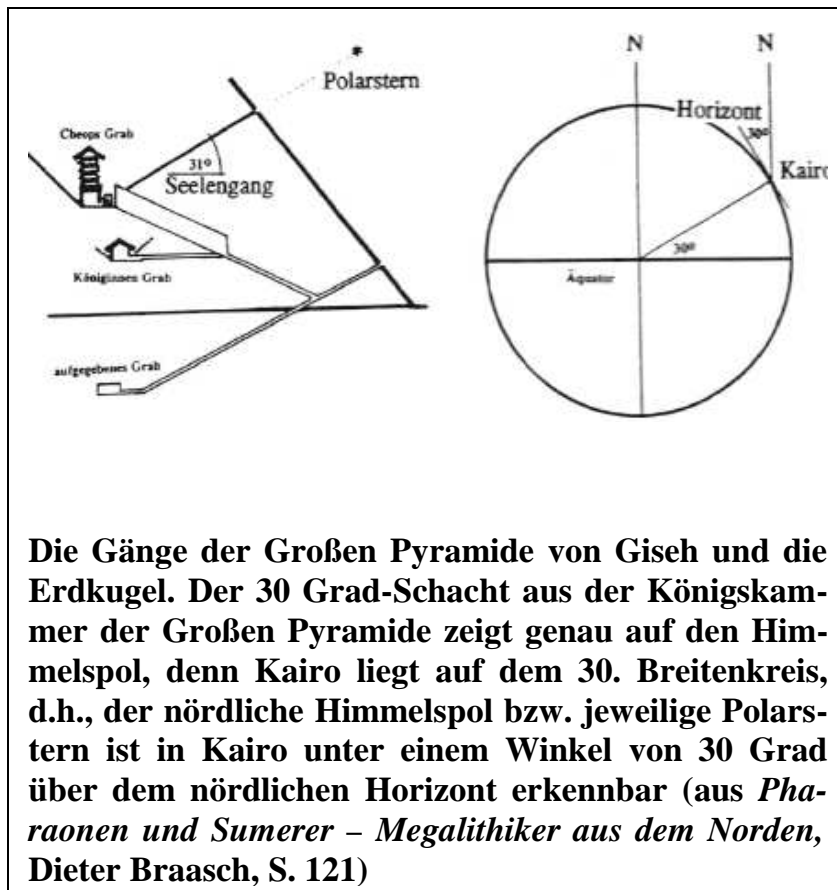 Polarstern
Cheops Grab
31º
Seelengang
Königinnen Grab
aufgegebenes Grab
N
N
Horizont
30º
Kairo
30º
Äquator
Die Gänge der Großen Pyramide von Giseh und die
Erdkugel. Der 30 Grad-Schacht aus der Königskam-
mer der Großen Pyramide zeigt genau auf den Him-
melspol, denn Kairo liegt auf dem 30. Breitenkreis,
d.h., der nördliche Himmelspol bzw. jeweilige Polars-
tern ist in Kairo unter einem Winkel von 30 Grad
über dem nördlichen Horizont erkennbar (aus Pha-
raonen und Sumerer – Megalithiker aus dem Norden,
Dieter Braasch, S. 121)